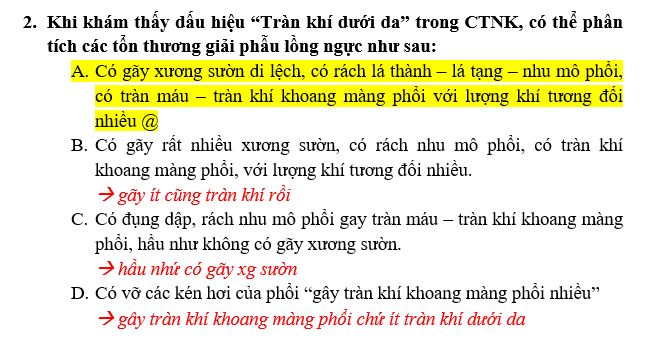 2. Khi khám thấy dấu hiệu “Tràn khí dưới da” trong CTNK, có thể phân
tích các tổn thương giải phẫu lồng ngực như sau:
A. Có gãy xương sườn di lệch, có rách lá thành – lá tạng – nhu mô phổi,
có tràn máu – tràn khí khoang màng phổi với lượng khí tương đối
nhiều @
B. Có gãy rất nhiều xương sườn, có rách nhu mô phổi, có tràn khí
khoang màng phổi, với lượng khí tương đối nhiều.
→ gãy ít cũng tràn khí rồi
C. Có đụng dập, rách nhu mô phổi gay tràn máu – tràn khí khoang màng
phổi, hầu như không có gãy xương sườn.
→ hầu nhứ có gãy xg sườn
D. Có vỡ các kén hơi của phổi “gây tràn khí khoang màng phổi nhiều”
→ gây tràn khí khoang màng phổi chứ ít tràn khí dưới da